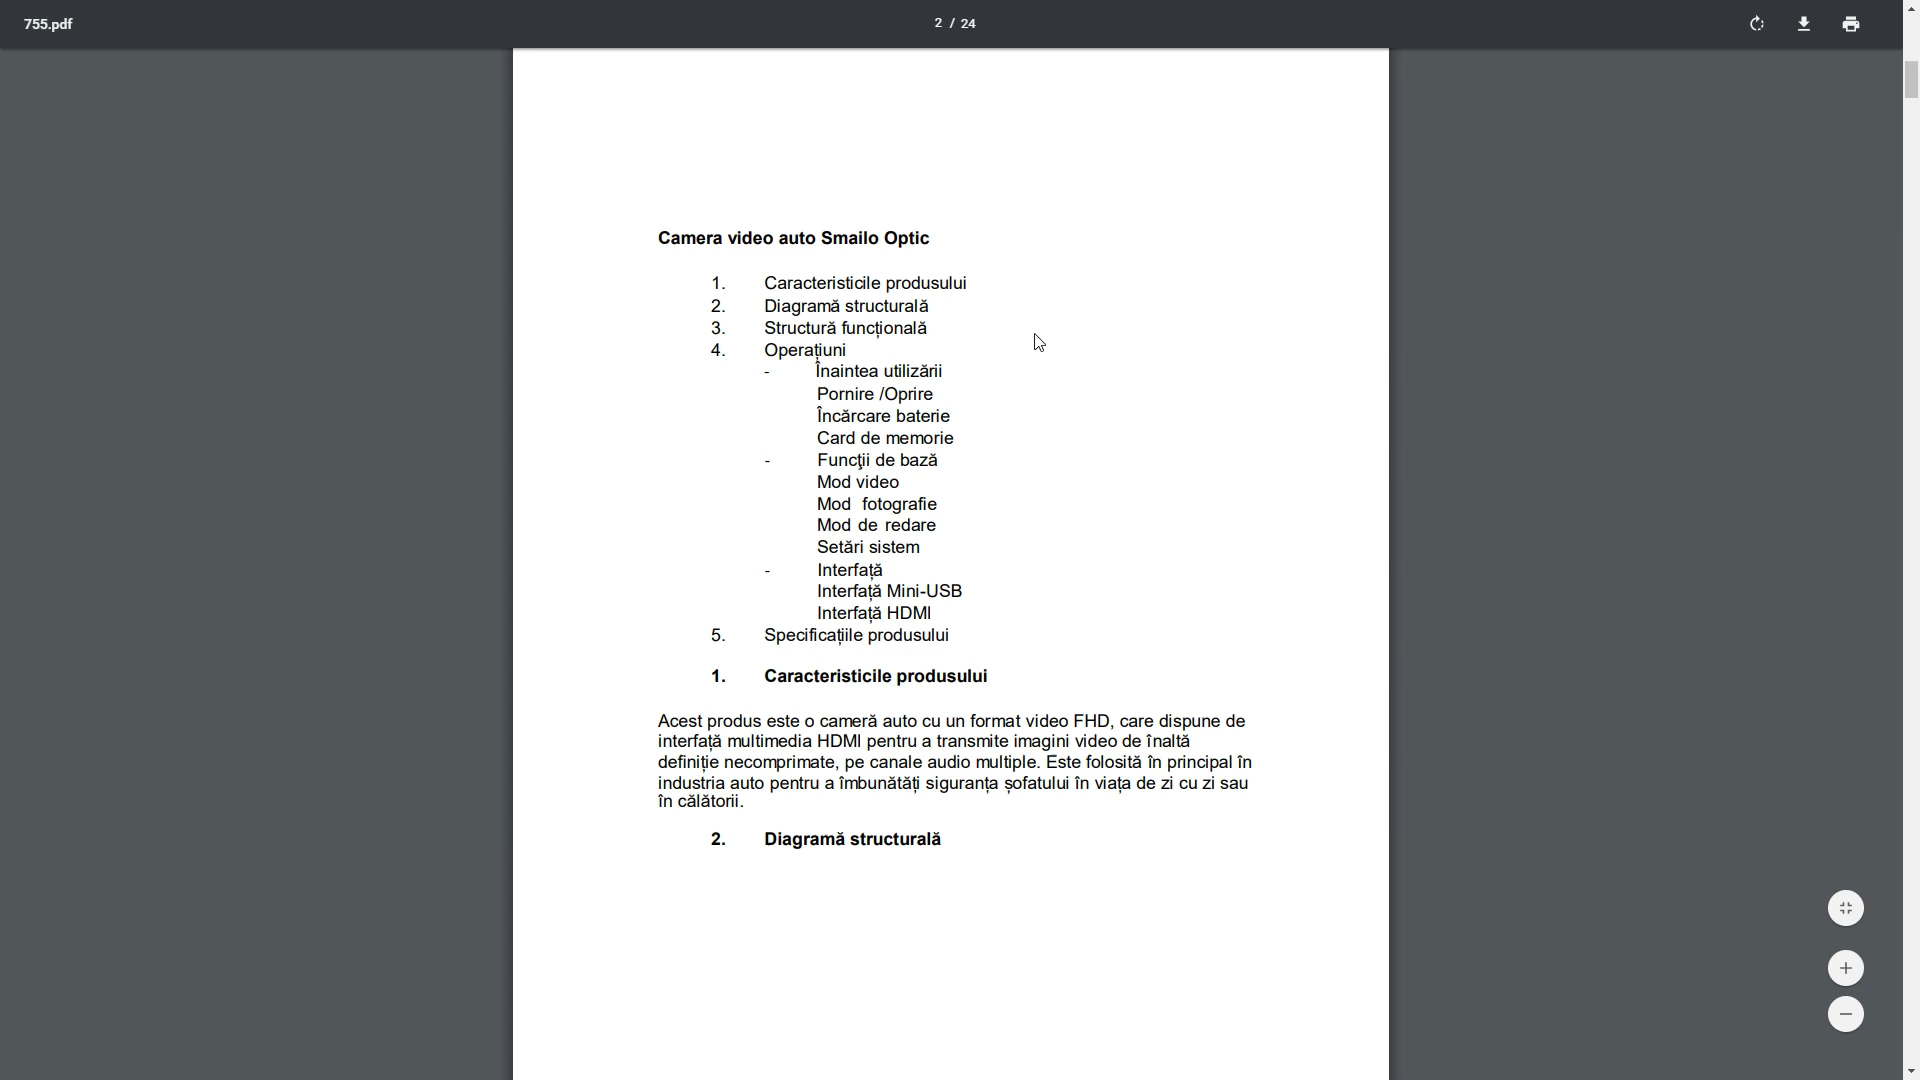 755.pdf
2 / 24
Camera video auto Smailo Optic
1. Caracteristicile produsului
2. Diagramă structurală
3. Structură funcțională
4. Operațiuni
- Înaintea utilizării
Pornire /Oprire
Încărcare baterie
Card de memorie
- Funcţii de bază
Mod video
Mod fotografie
Mod de redare
Setări sistem
- Interfață
Interfață Mini-USB
Interfață HDMI
5. Specificațiile produsului
1. Caracteristicile produsului
Acest produs este o cameră auto cu un format video FHD, care dispune de
interfață multimedia HDMI pentru a transmite imagini video de înaltă
definiție necomprimate, pe canale audio multiple. Este folosită în principal în
industria auto pentru a îmbunătăți siguranța șofatului în viața de zi cu zi sau
în călătorii.
2. Diagramă structurală